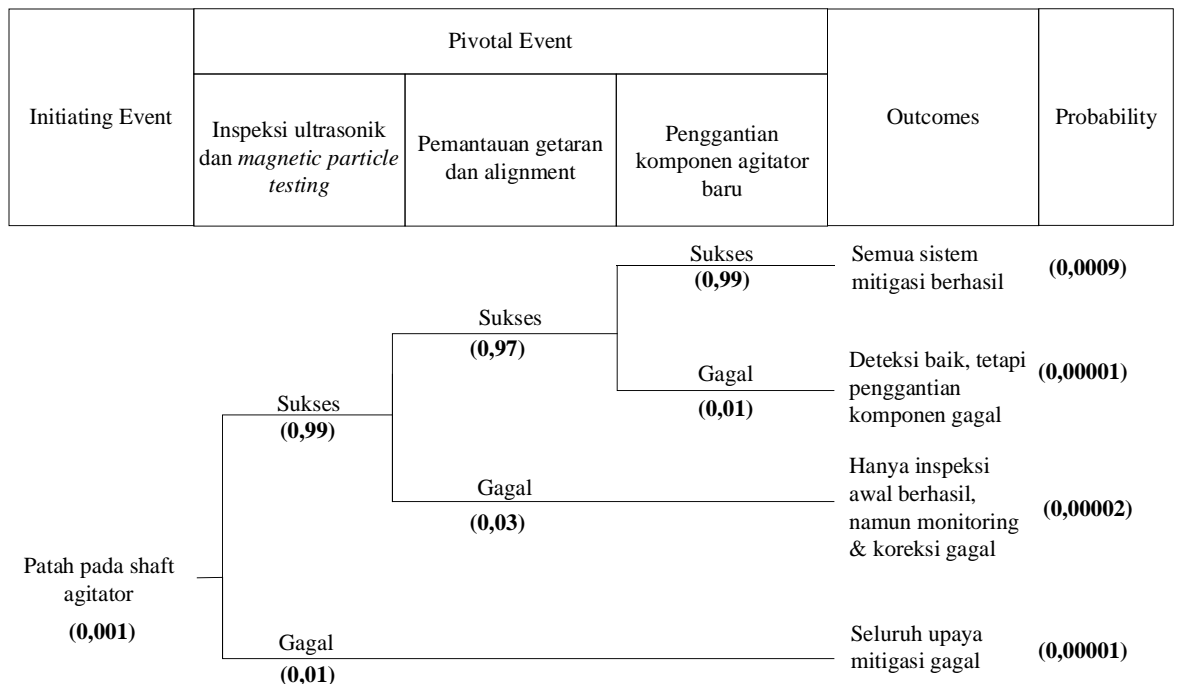 Initiating Event
Pivotal Event
Inspeksi ultrasonik
dan magnetic particle
testing
Pemantauan getaran
dan alignment
Penggantian
komponen agitator
baru
Outcomes
Probability
Sukses
(0,99)
Semua sistem
mitigasi berhasil
(0,0009)
Sukses
(0,97)
Gagal
(0,01)
Deteksi baik, tetapi
penggantian
komponen gagal
(0,00001)
Sukses
(0,99)
Gagal
(0,03)
Hanya inspeksi
awal berhasil,
namun monitoring
& koreksi gagal
(0,00002)
Patah pada shaft
agitator
(0,001)
Gagal
(0,01)
Seluruh upaya
mitigasi gagal
(0,00001)